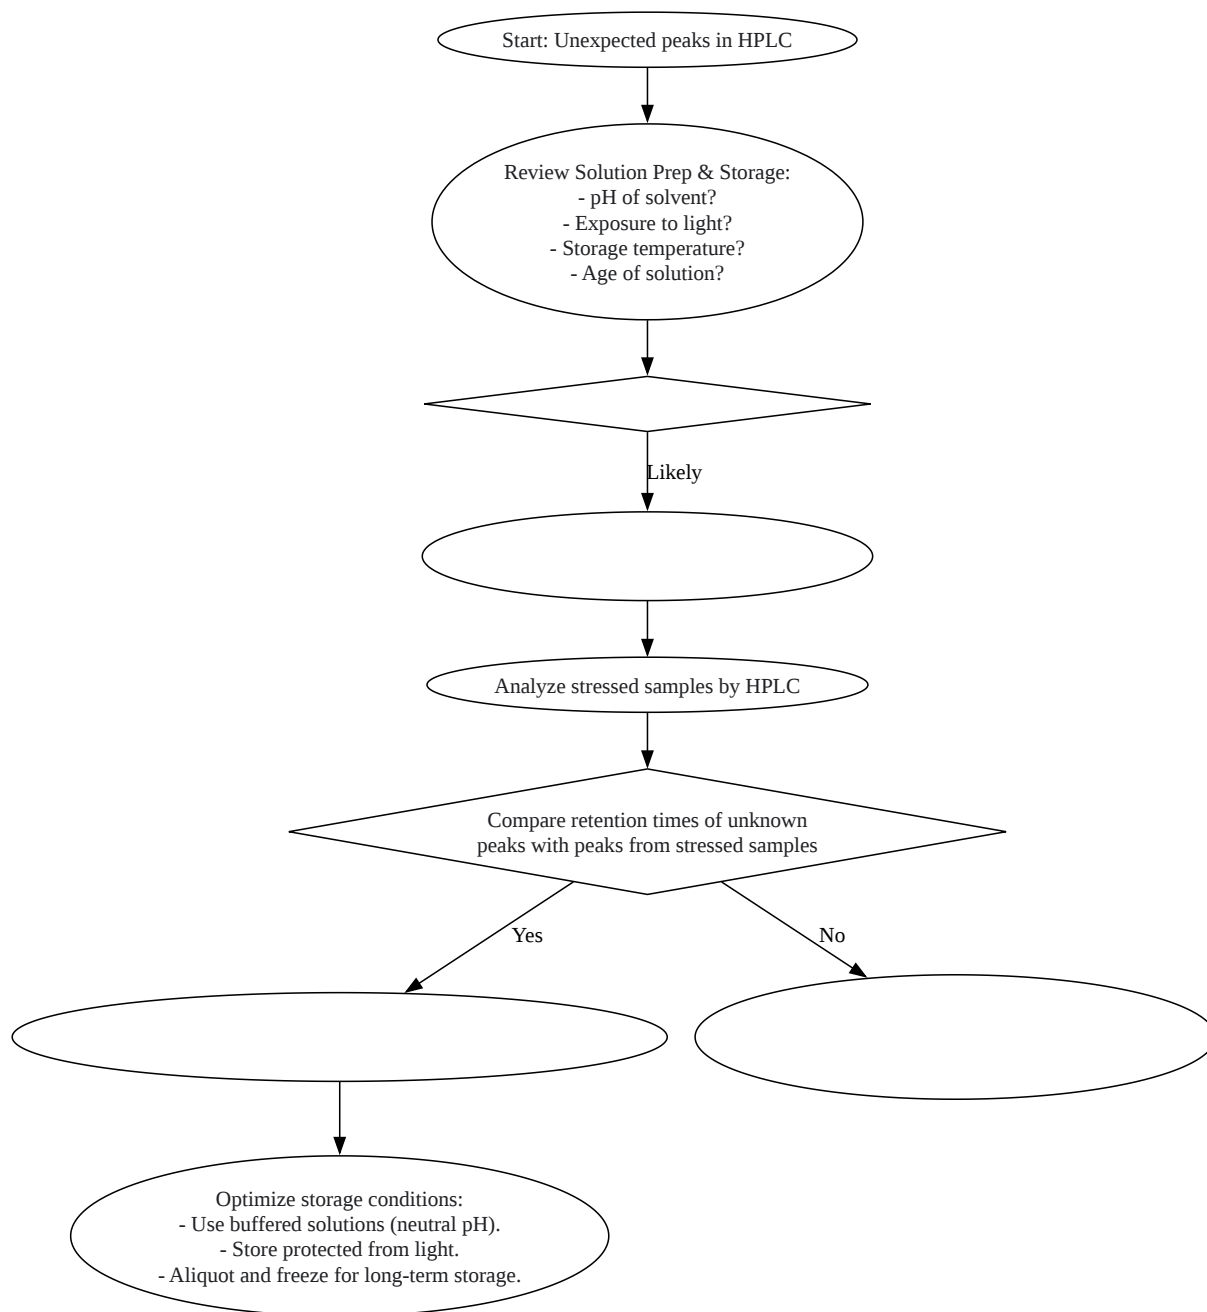 Start: Unexpected peaks in HPLC
Review Solution Prep & Storage:
- pH of solvent?
- Exposure to light?
- Storage temperature?
- Age of solution?
Likely
Analyze stressed samples by HPLC
Compare retention times of unknown
peaks with peaks from stressed samples
Yes
No
Optimize storage conditions:
- Use buffered solutions (neutral pH).
- Store protected from light.
- Aliquot and freeze for long-term storage.